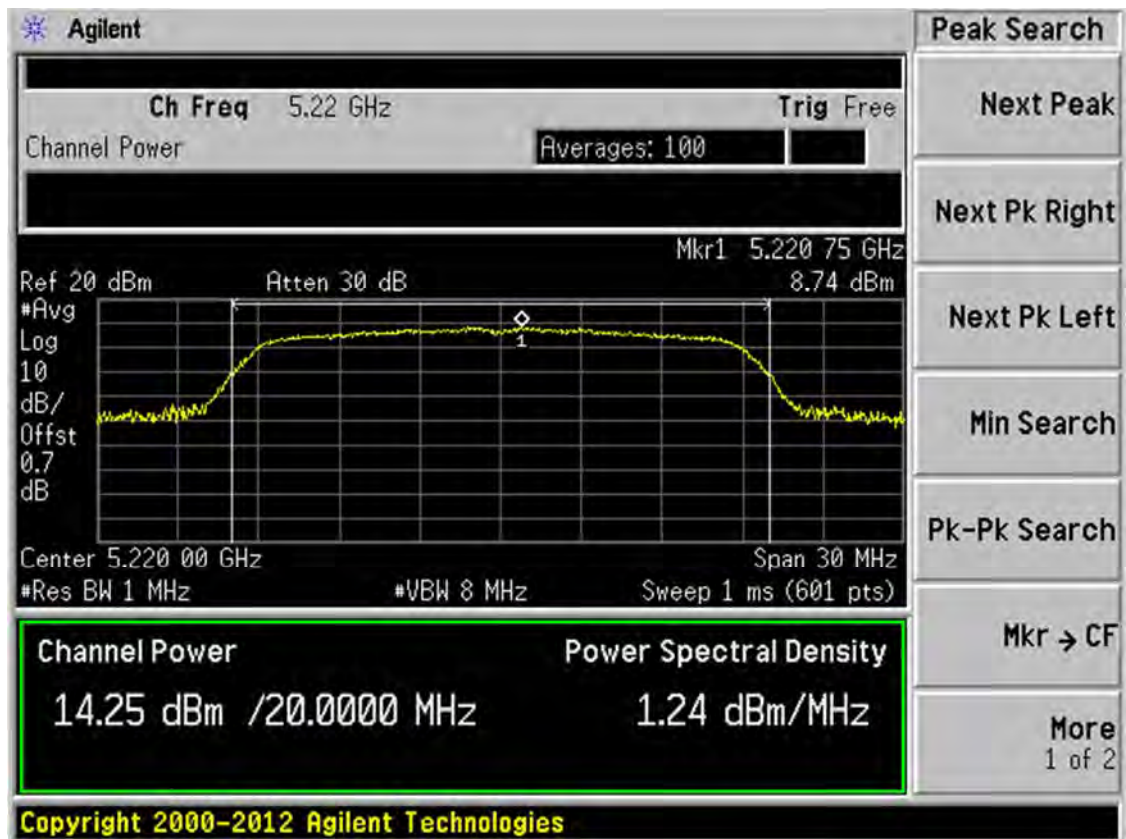 Agilent
Peak Search
Ch Freq 5.22 GHz Trig Free
Channel Power Averages: 100
Mkr1 5.220 75 GHz
Ref 20 dBm Atten 30 dB 8.74 dBm
#Avg
Log
10
dB/
Offst
0.7
dB
1
Center 5.220 00 GHz Span 30 MHz
#Res BW 1 MHz #VBW 8 MHz Sweep 1 ms (601 pts)
Channel Power Power Spectral Density
14.25 dBm /20.0000 MHz 1.24 dBm/MHz
Next Peak
Next Pk Right
Next Pk Left
Min Search
Pk-Pk Search
Mkr → CF
More
1 of 2
Copyright 2000-2012 Agilent Technologies